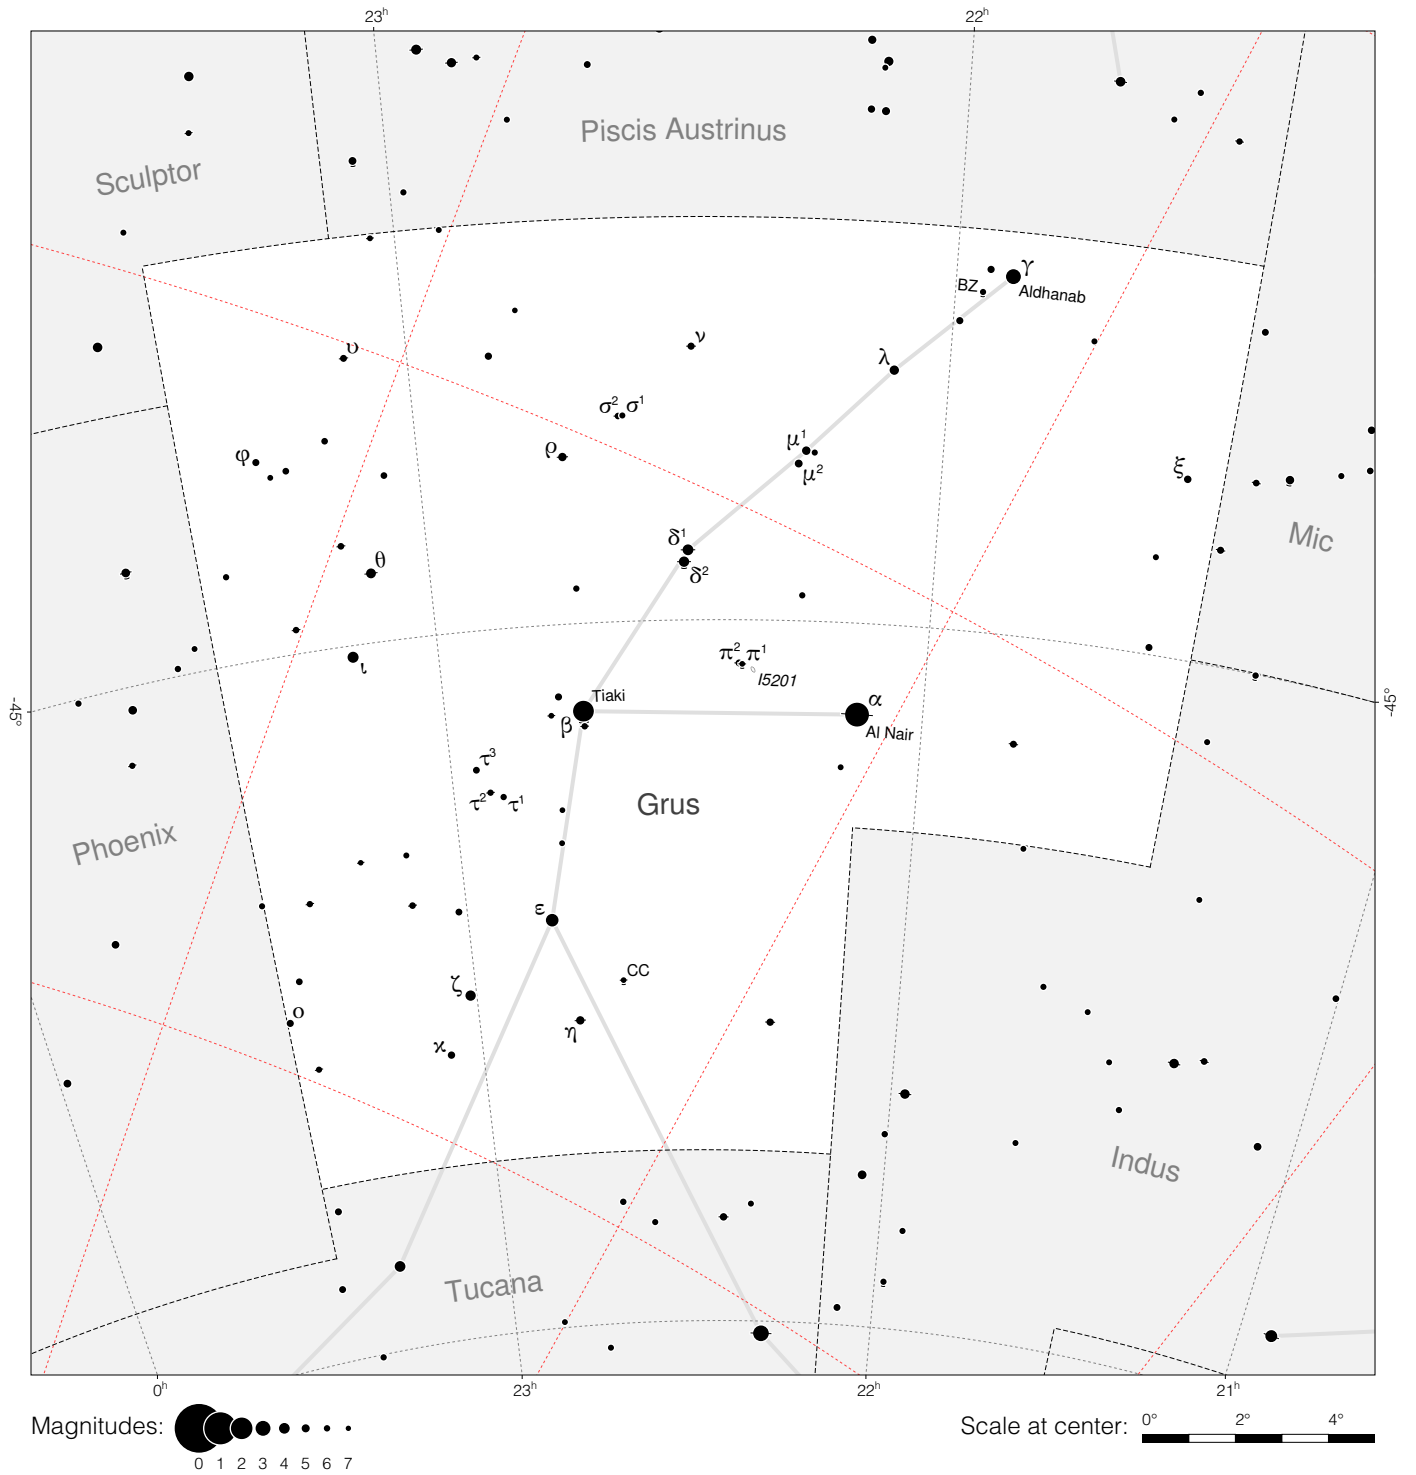 23ʰ 22ʰ
Piscis Austrinus
Sculptor
γ
BZ
Aldhanab
ν
υ
λ
σ² σ¹
μ¹
ρ
φ
μ²
ξ
δ¹
Mic
θ
δ²
π² π¹
ι
I5201
Tiaki
α
-45° -45°
β
Al Nair
τ³
τ² τ¹
Grus
Phoenix
ε
CC
ζ
ο
η
ϰ
Indus
Tucana
0ʰ 23ʰ 22ʰ 21ʰ
Magnitudes:
0 1 2 3 4 5 6 7
Scale at center:
0° 2° 4°